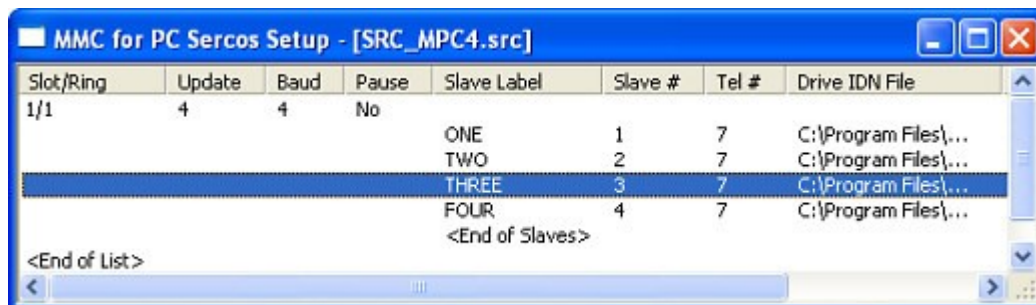 MMC for PC Sercos Setup - [SRC_MPC4.src]
Slot/Ring Update Baud Pause Slave Label Slave # Tel # Drive IDN File
1/1 4 4 No
ONE 1 7 C:\Program Files\...
TWO 2 7 C:\Program Files\...
THREE 3 7 C:\Program Files\...
FOUR 4 7 C:\Program Files\...
<End of Slaves>
<End of List>